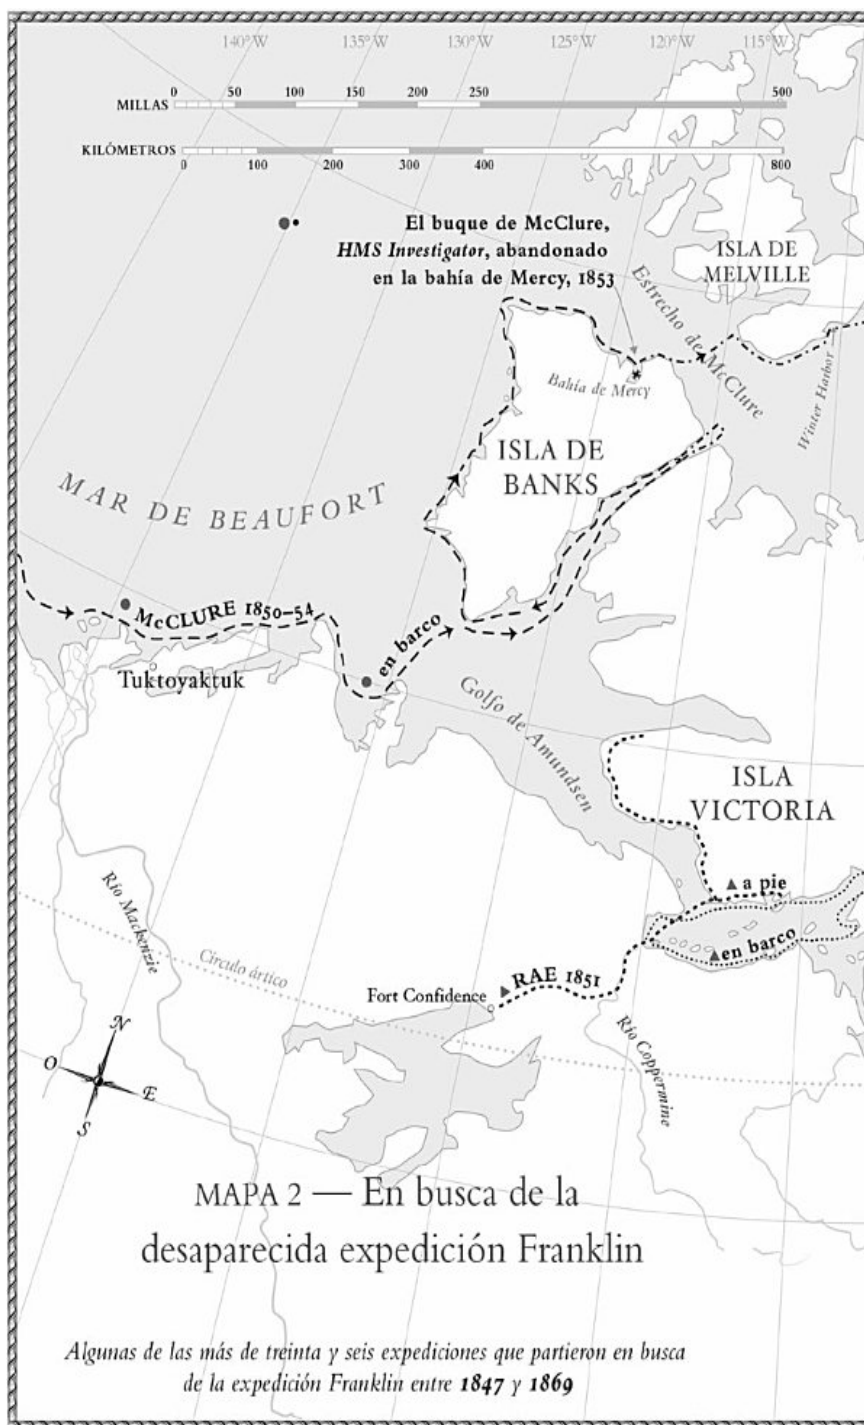 140°W 135°W 130°W 125°W 120°W 115°W
0 50 100 150 200 250 500
MILLAS
KILÓMETROS
0 100 200 300 400 800
El buque de McClure,
HMS Investigator, abandonado
en la bahía de Mercy, 1853
ISLA DE
MELVILLE
Estrecho de McClure
Winter Harbor
Bahía de Mercy
ISLA DE
BANKS
MAR DE BEAUFORT
McCLURE 1850–54
en barco
Tuktoyaktuk
Golfo de Amundsen
ISLA
VICTORIA
a pie
en barco
Río Mackenzie
Círculo ártico
RAE 1851
Fort Confidence
Río Coppermine
N
O
E
S
MAPA 2 — En busca de la
desaparecida expedición Franklin
Algunas de las más de treinta y seis expediciones que partieron en busca
de la expedición Franklin entre 1847 y 1869